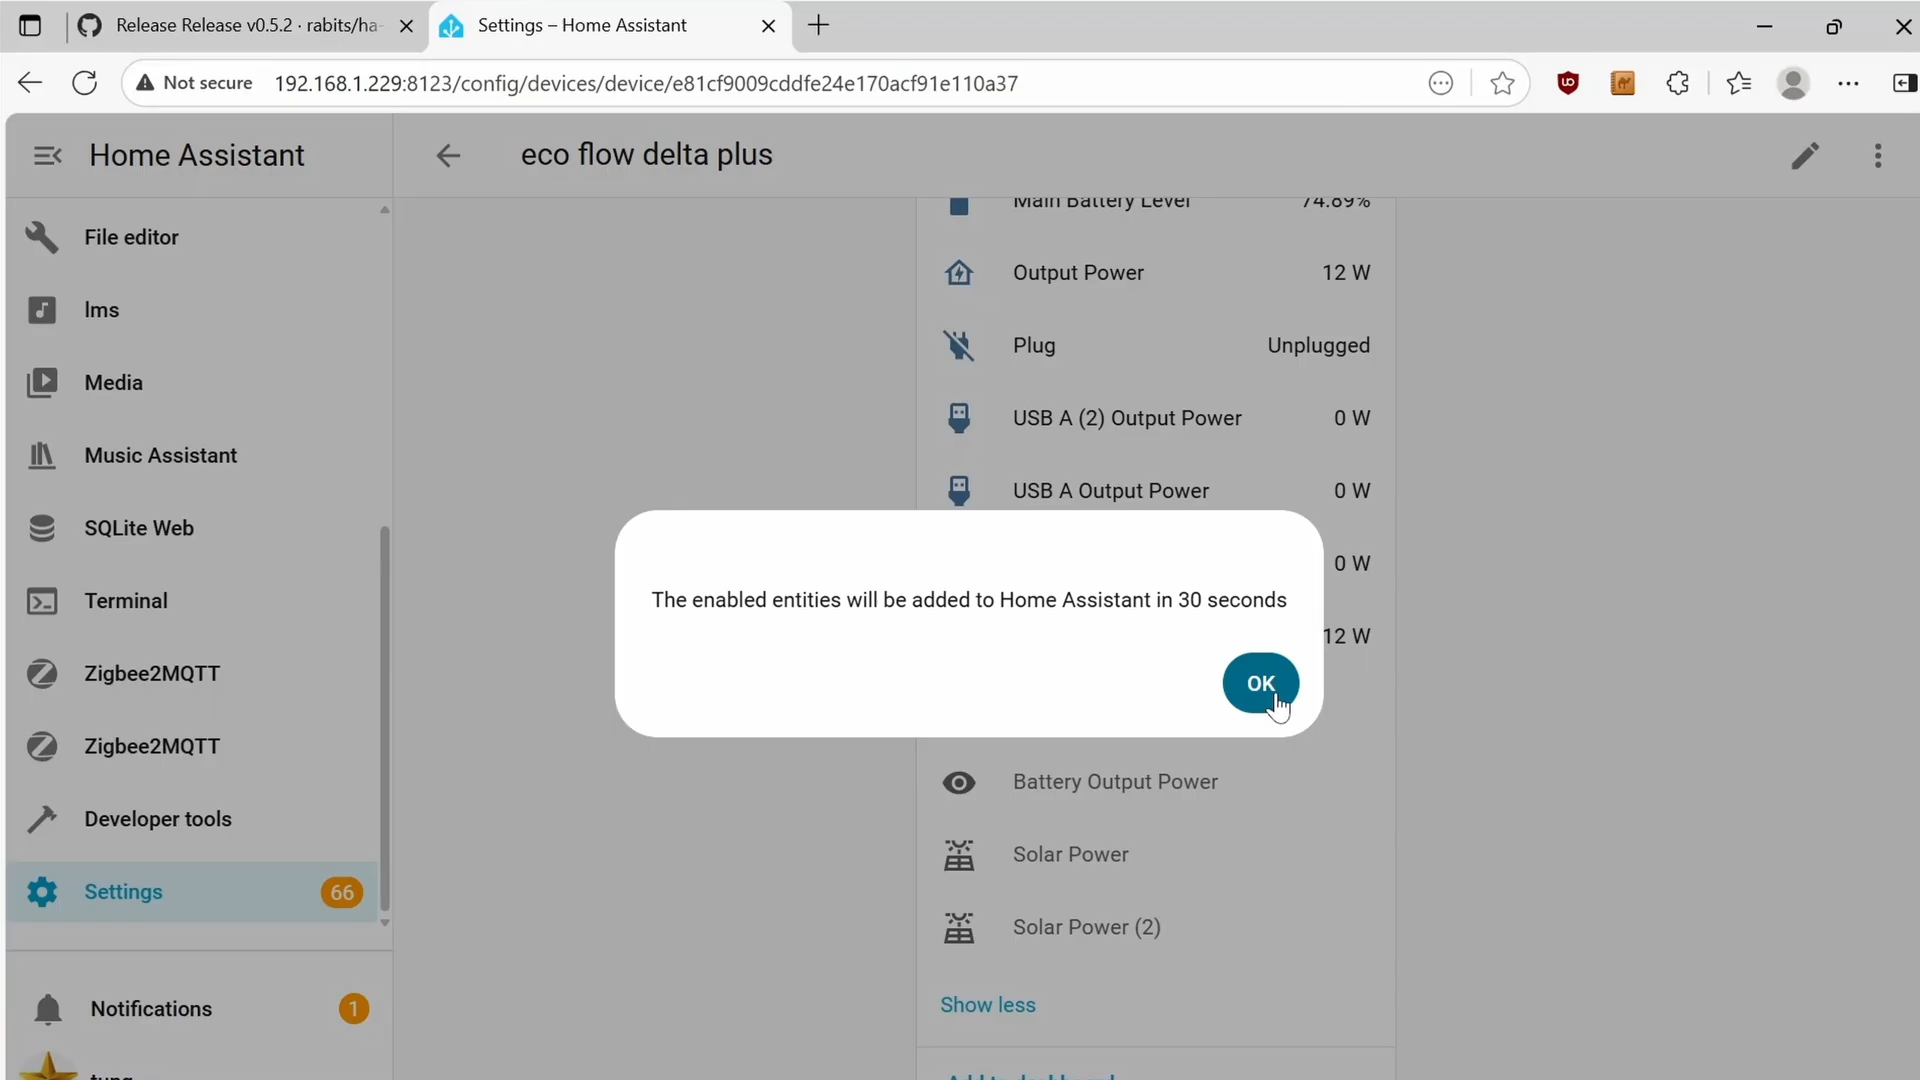 Release Release v0.5.2 · rabits/ha-
Settings – Home Assistant
Not secure
192.168.1.229:8123/config/devices/device/e81cf9009cddfe24e170acf91e110a37
Home Assistant
eco flow delta plus
File editor
lms
Media
Music Assistant
SQLite Web
Terminal
Zigbee2MQTT
Zigbee2MQTT
Developer tools
Settings
66
Notifications
1
tung
Main Battery Level 74.89%
Output Power 12 W
Plug Unplugged
USB A (2) Output Power 0 W
USB A Output Power 0 W
0 W
12 W
The enabled entities will be added to Home Assistant in 30 seconds
OK
Battery Output Power
Solar Power
Solar Power (2)
Show less
Add to dashboard